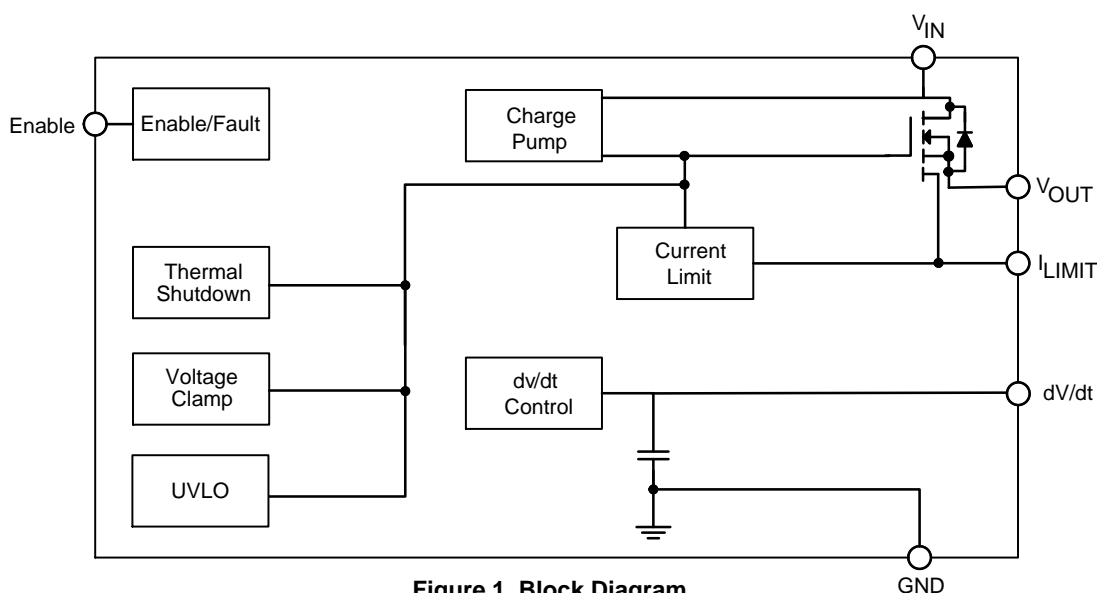 VIN
Enable
Enable/Fault
Charge
Pump
VOUT
Thermal
Shutdown
Current
Limit
ILIMIT
Voltage
Clamp
dv/dt
Control
dV/dt
UVLO
GND
Figure 1. Block Diagram